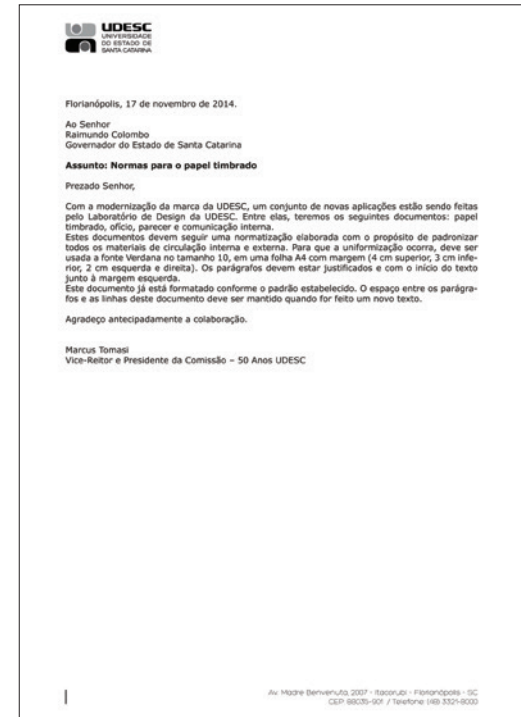 UDESC
UNIVERSIDADE
DO ESTADO DE
SANTA CATARINA
Florianópolis, 17 de novembro de 2014.
Ao Senhor
Raimundo Colombo
Governador do Estado de Santa Catarina
Assunto: Normas para o papel timbrado
Prezado Senhor,
Com a modernização da marca da UDESC, um conjunto de novas aplicações estão sendo feitas
pelo Laboratório de Design da UDESC. Entre elas, teremos os seguintes documentos: papel
timbrado, ofício, parecer e comunicação interna.
Estes documentos devem seguir uma normatização elaborada com o propósito de padronizar
todos os materiais de circulação interna e externa. Para que a uniformização ocorra, deve ser
usada a fonte Verdana no tamanho 10, em uma folha A4 com margem (4 cm superior, 3 cm infe-
rior, 2 cm esquerda e direita). Os parágrafos devem estar justificados e com o início do texto
junto à margem esquerda.
Este documento já está formatado conforme o padrão estabelecido. O espaço entre os parágra-
fos e as linhas deste documento deve ser mantido quando for feito um novo texto.
Agradeço antecipadamente a colaboração.
Marcus Tomasi
Vice-Reitor e Presidente da Comissão – 50 Anos UDESC
Av. Madre Benvenuta, 2007 - Itacorubi - Florianópolis - SC
CEP: 88035-901 / Telefone: (48) 3321-8000